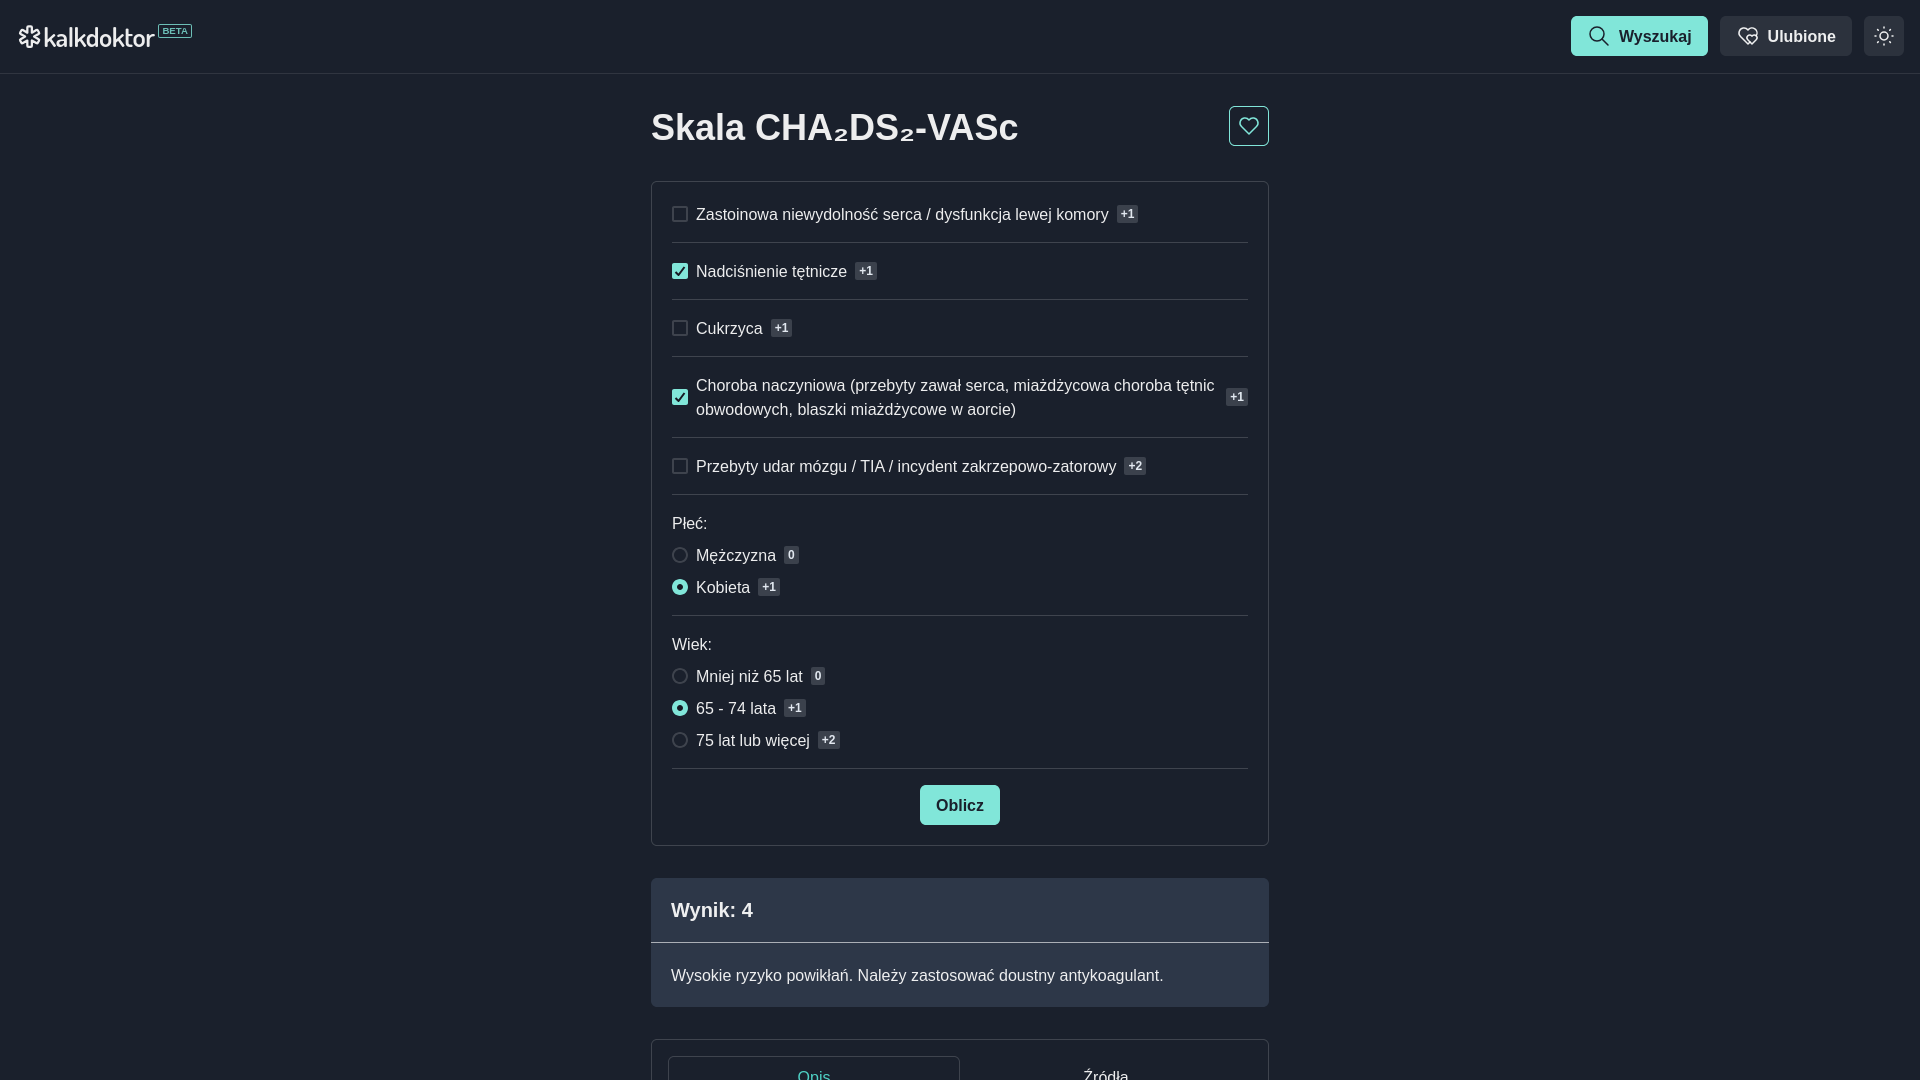 kalkdoktor BETA
Wyszukaj
Ulubione
Skala CHA₂DS₂-VASc
Zastoinowa niewydolność serca / dysfunkcja lewej komory +1
Nadciśnienie tętnicze +1
Cukrzyca +1
Choroba naczyniowa (przebyty zawał serca, miażdżycowa choroba tętnic
obwodowych, blaszki miażdżycowe w aorcie) +1
Przebyty udar mózgu / TIA / incydent zakrzepowo-zatorowy +2
Płeć:
Mężczyzna 0
Kobieta +1
Wiek:
Mniej niż 65 lat 0
65 - 74 lata +1
75 lat lub więcej +2
Oblicz
Wynik: 4
Wysokie ryzyko powikłań. Należy zastosować doustny antykoagulant.
Opis
Źródła